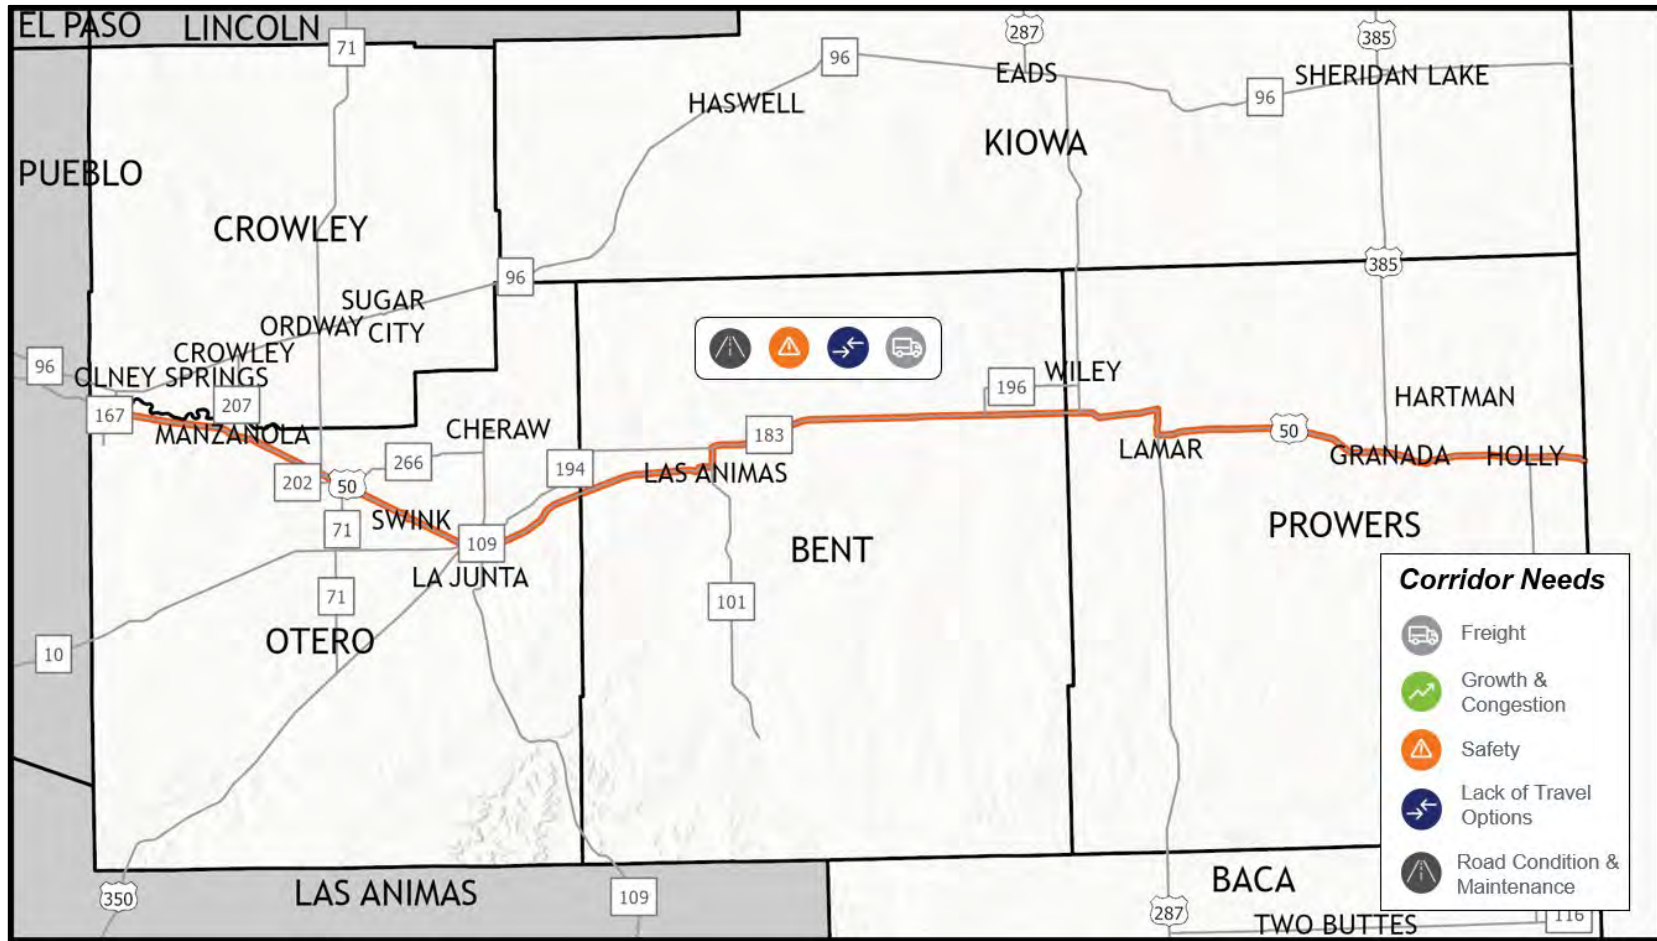 EL PASO
LINCOLN
71
287
385
96
EADS
SHERIDAN LAKE
96
HASWELL
KIOWA
PUEBLO
CROWLEY
385
96
SUGAR
CITY
ORDWAY
CROWLEY
96
OLNEY SPRINGS
WILEY
196
HARTMAN
207
167
MANZANOLA
CHERAW
183
50
LAMAR
GRANADA
HOLLY
266
194
LAS ANIMAS
202
50
SWINK
71
109
PROWERS
BENT
LA JUNTA
71
101
OTERO
10
Corridor Needs
Freight
Growth &
Congestion
Safety
Lack of Travel
Options
Road Condition &
Maintenance
350
LAS ANIMAS
109
BACA
287
TWO BUTTES
116